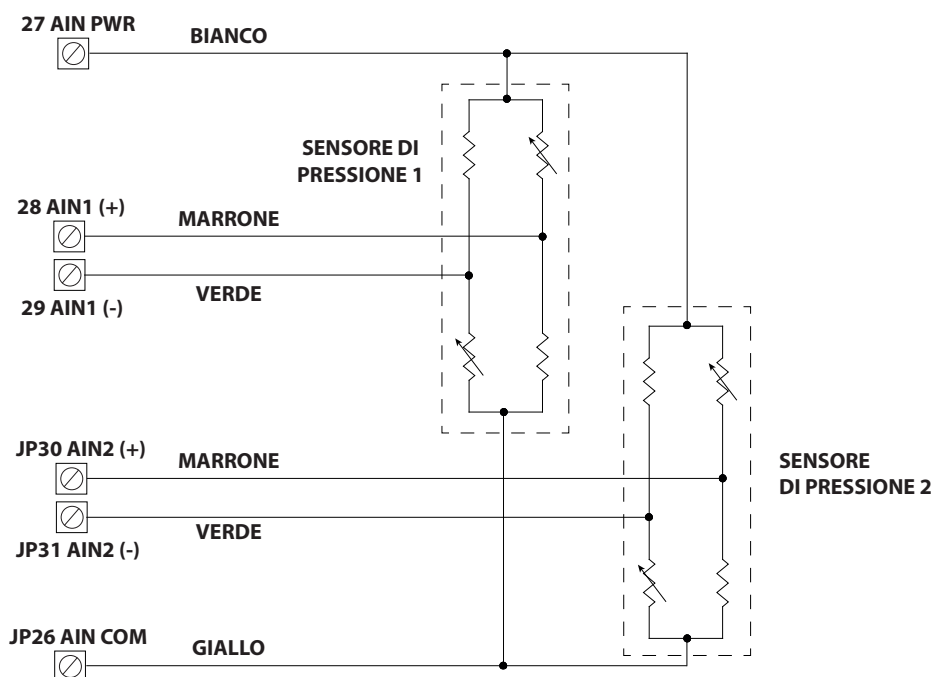 27 AIN PWR
BIANCO
SENSORE DI
PRESSIONE 1
28 AIN1 (+)
MARRONE
VERDE
29 AIN1 (-)
JP30 AIN2 (+)
MARRONE
SENSORE
DI PRESSIONE 2
VERDE
JP31 AIN2 (-)
JP26 AIN COM
GIALLO